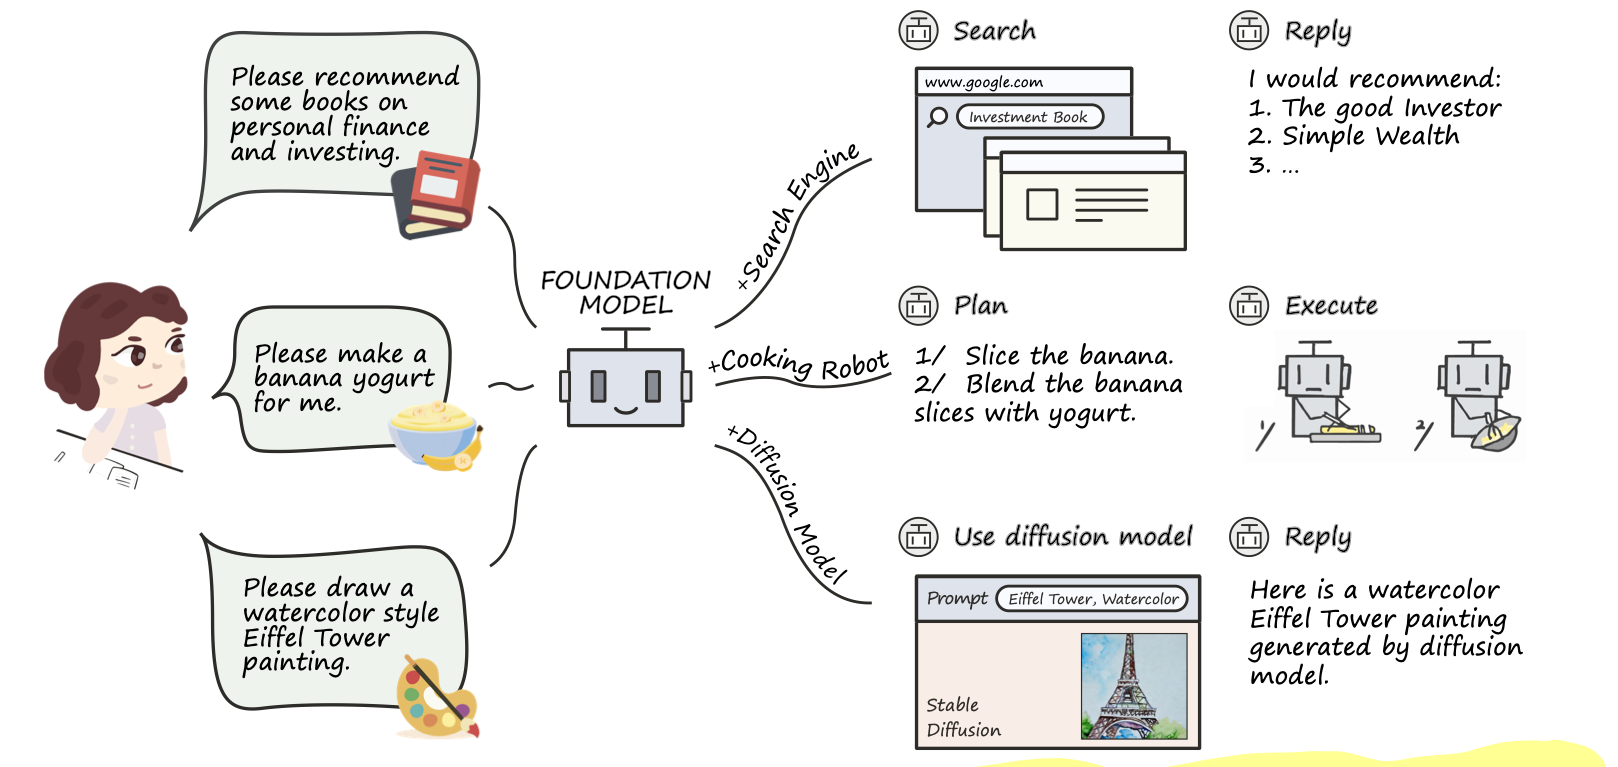 Please recommend
some books on
personal finance
and investing.
Please make a
banana yogurt
for me.
Please draw a
watercolor style
Eiffel Tower
painting.
FOUNDATION
MODEL
+Search Engine
+Cooking Robot
+Diffusion Model
Search
www.google.com
Investment Book
Reply
I would recommend:
1. The good Investor
2. Simple Wealth
3. ...
Plan
1/ Slice the banana.
2/ Blend the banana
slices with yogurt.
Execute
1/
2/
Use diffusion model
Prompt
Eiffel Tower, Watercolor
Stable
Diffusion
Reply
Here is a watercolor
Eiffel Tower painting
generated by diffusion
model.